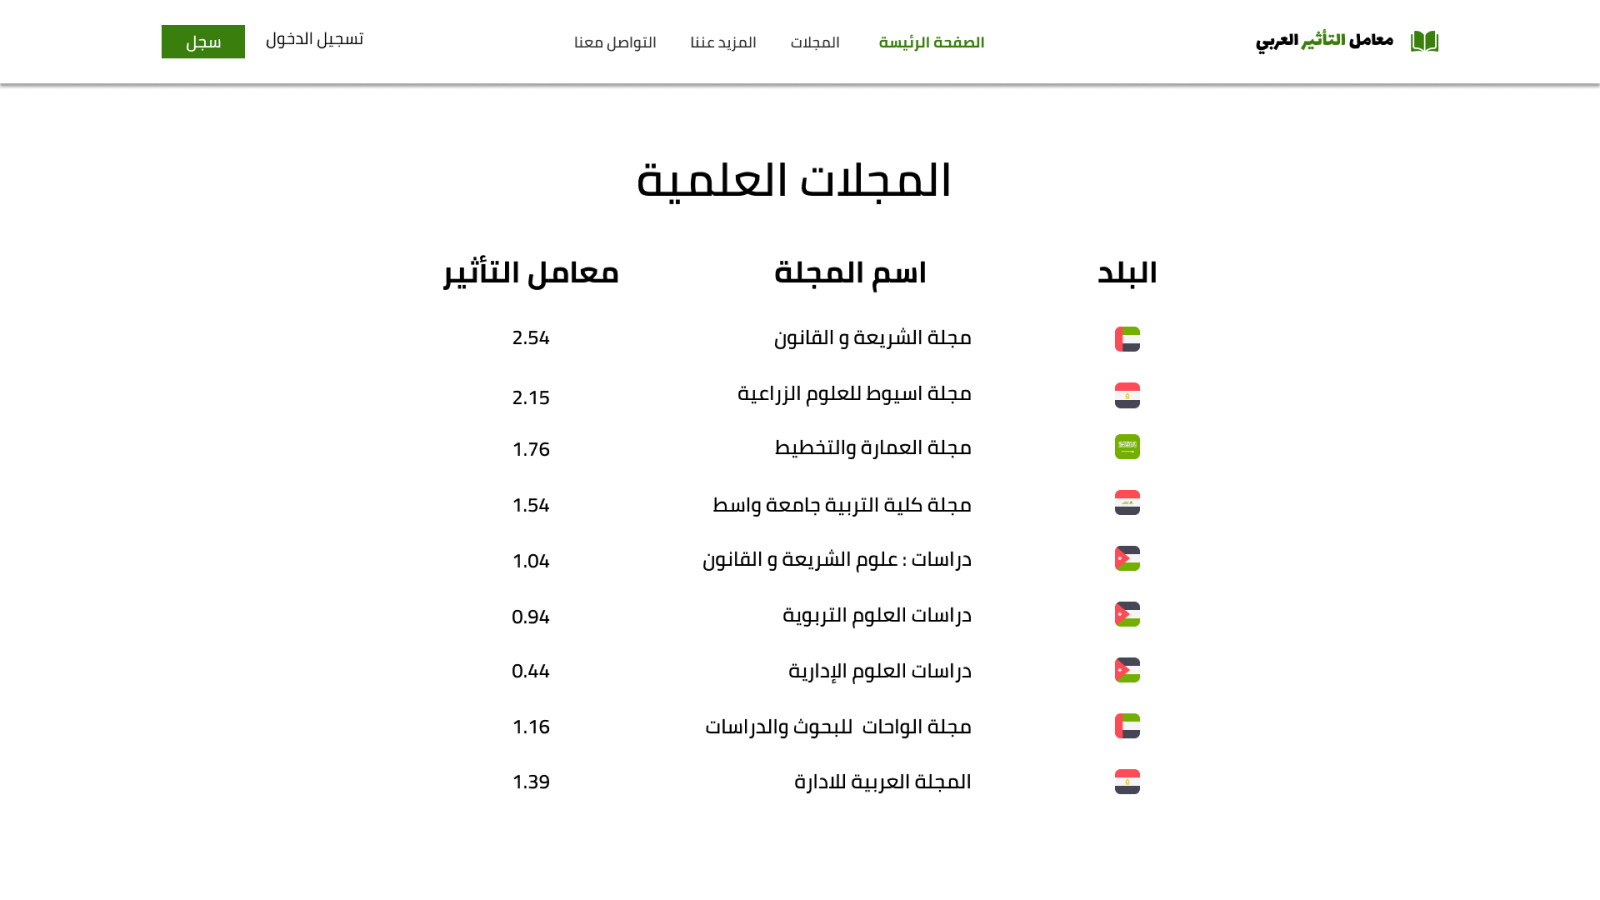 معامل التأثير العربي
الصفحة الرئيسة
المجلات
المزيد عننا
التواصل معنا
تسجيل الدخول
سجل
المجلات العلمية
البلد اسم المجلة معامل التأثير
مجلة الشريعة و القانون 2.54
مجلة اسيوط للعلوم الزراعية 2.15
مجلة العمارة والتخطيط 1.76
مجلة كلية التربية جامعة واسط 1.54
دراسات : علوم الشريعة و القانون 1.04
دراسات العلوم التربوية 0.94
دراسات العلوم الإدارية 0.44
مجلة الواحات للبحوث والدراسات 1.16
المجلة العربية للادارة 1.39